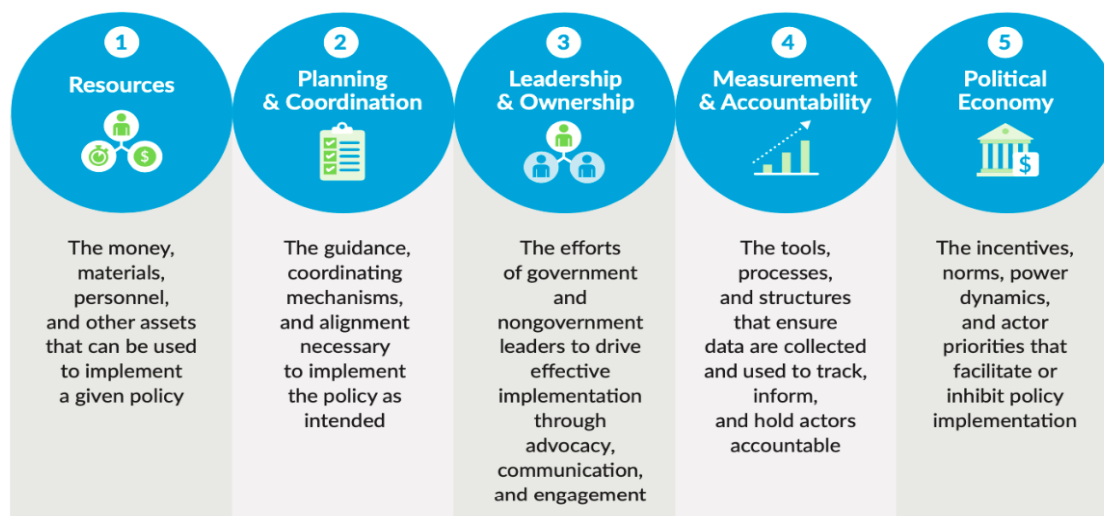 1
Resources
The money,
materials,
personnel,
and other assets
that can be used
to implement
a given policy
2
Planning
& Coordination
The guidance,
coordinating
mechanisms,
and alignment
necessary
to implement
the policy as
intended
3
Leadership
& Ownership
The efforts
of government
and
nongovernment
leaders to drive
effective
implementation
through
advocacy,
communication,
and engagement
4
Measurement
& Accountability
The tools,
processes,
and structures
that ensure
data are collected
and used to track,
inform,
and hold actors
accountable
5
Political
Economy
The incentives,
norms, power
dynamics,
and actor
priorities that
facilitate or
inhibit policy
implementation